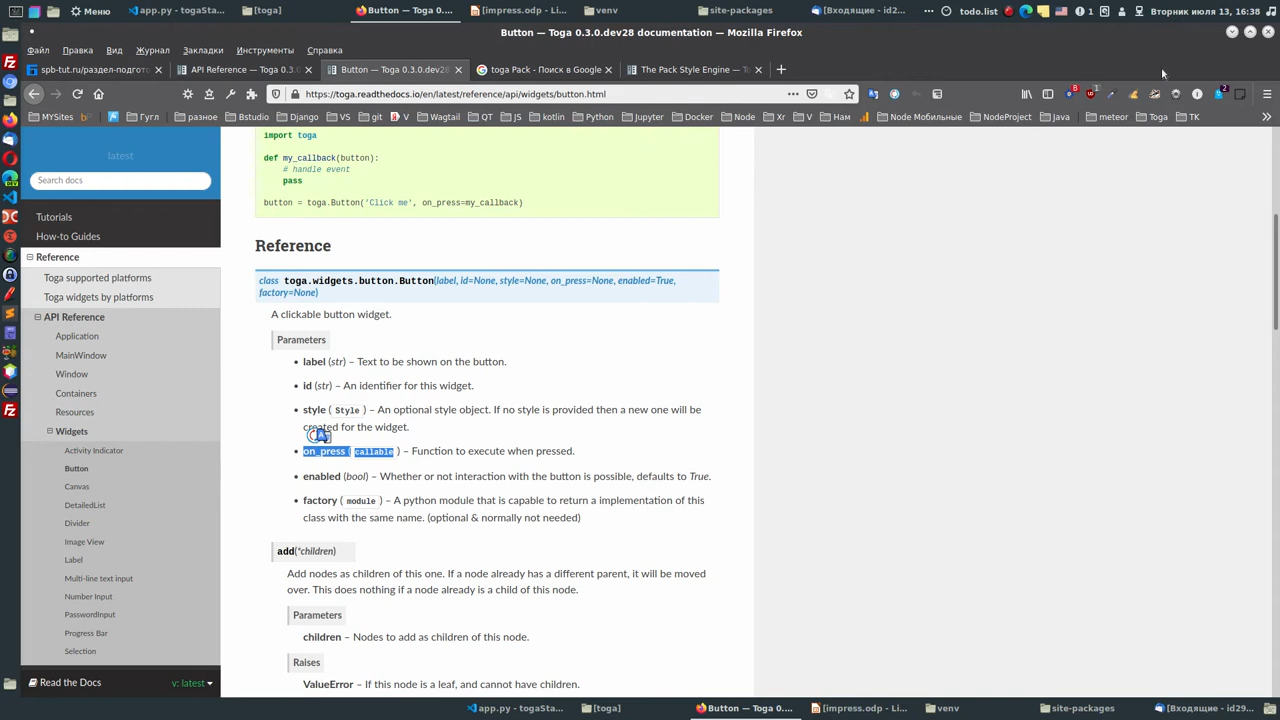 Меню
app.py - togaSta...
[toga]
Button — Toga 0....
[impress.odp - Li...
venv
site-packages
[Входящие - id2...
todo.list
1
Вторник июля 13, 16:38
Button — Toga 0.3.0.dev28 documentation — Mozilla Firefox
Файл Правка Вид Журнал Закладки Инструменты Справка
spb-tut.ru/раздел-подгото
API Reference — Toga 0.3.0
Button — Toga 0.3.0.dev28
toga Pack - Поиск в Google
The Pack Style Engine — To
https://toga.readthedocs.io/en/latest/reference/api/widgets/button.html
MYSites Гугл разное Bstudio Django VS git V Wagtail QT JS kotlin Python Jupyter Docker Node Xr V Нам Node Мобильные NodeProjcon Java meteor Toga TK
latest
Search docs
Tutorials
How-to Guides
Reference
Toga supported platforms
Toga widgets by platforms
API Reference
Application
MainWindow
Window
Containers
Resources
Widgets
Activity Indicator
Button
Canvas
DetailedList
Divider
Image View
Label
Multi-line text input
Number Input
PasswordInput
Progress Bar
Selection
Read the Docs
v: latest
import toga
def my_callback(button):
# handle event
pass
button = toga.Button('Click me', on_press=my_callback)
Reference
class toga.widgets.button.Button(label, id=None, style=None, on_press=None, enabled=True,
factory=None)
A clickable button widget.
Parameters
• label (str) – Text to be shown on the button.
• id (str) – An identifier for this widget.
• style ( Style ) – An optional style object. If no style is provided then a new one will be
created for the widget.
• on_press ( callable ) – Function to execute when pressed.
• enabled (bool) – Whether or not interaction with the button is possible, defaults to True.
• factory ( module ) – A python module that is capable to return a implementation of this
class with the same name. (optional & normally not needed)
add(*children)
Add nodes as children of this one. If a node already has a different parent, it will be moved
over. This does nothing if a node already is a child of this node.
Parameters
children – Nodes to add as children of this node.
Raises
ValueError – If this node is a leaf, and cannot have children.
app.py - togaSta...
[toga]
Button — Toga 0....
[impress.odp - Li...
venv
site-packages
[Входящие - id29...